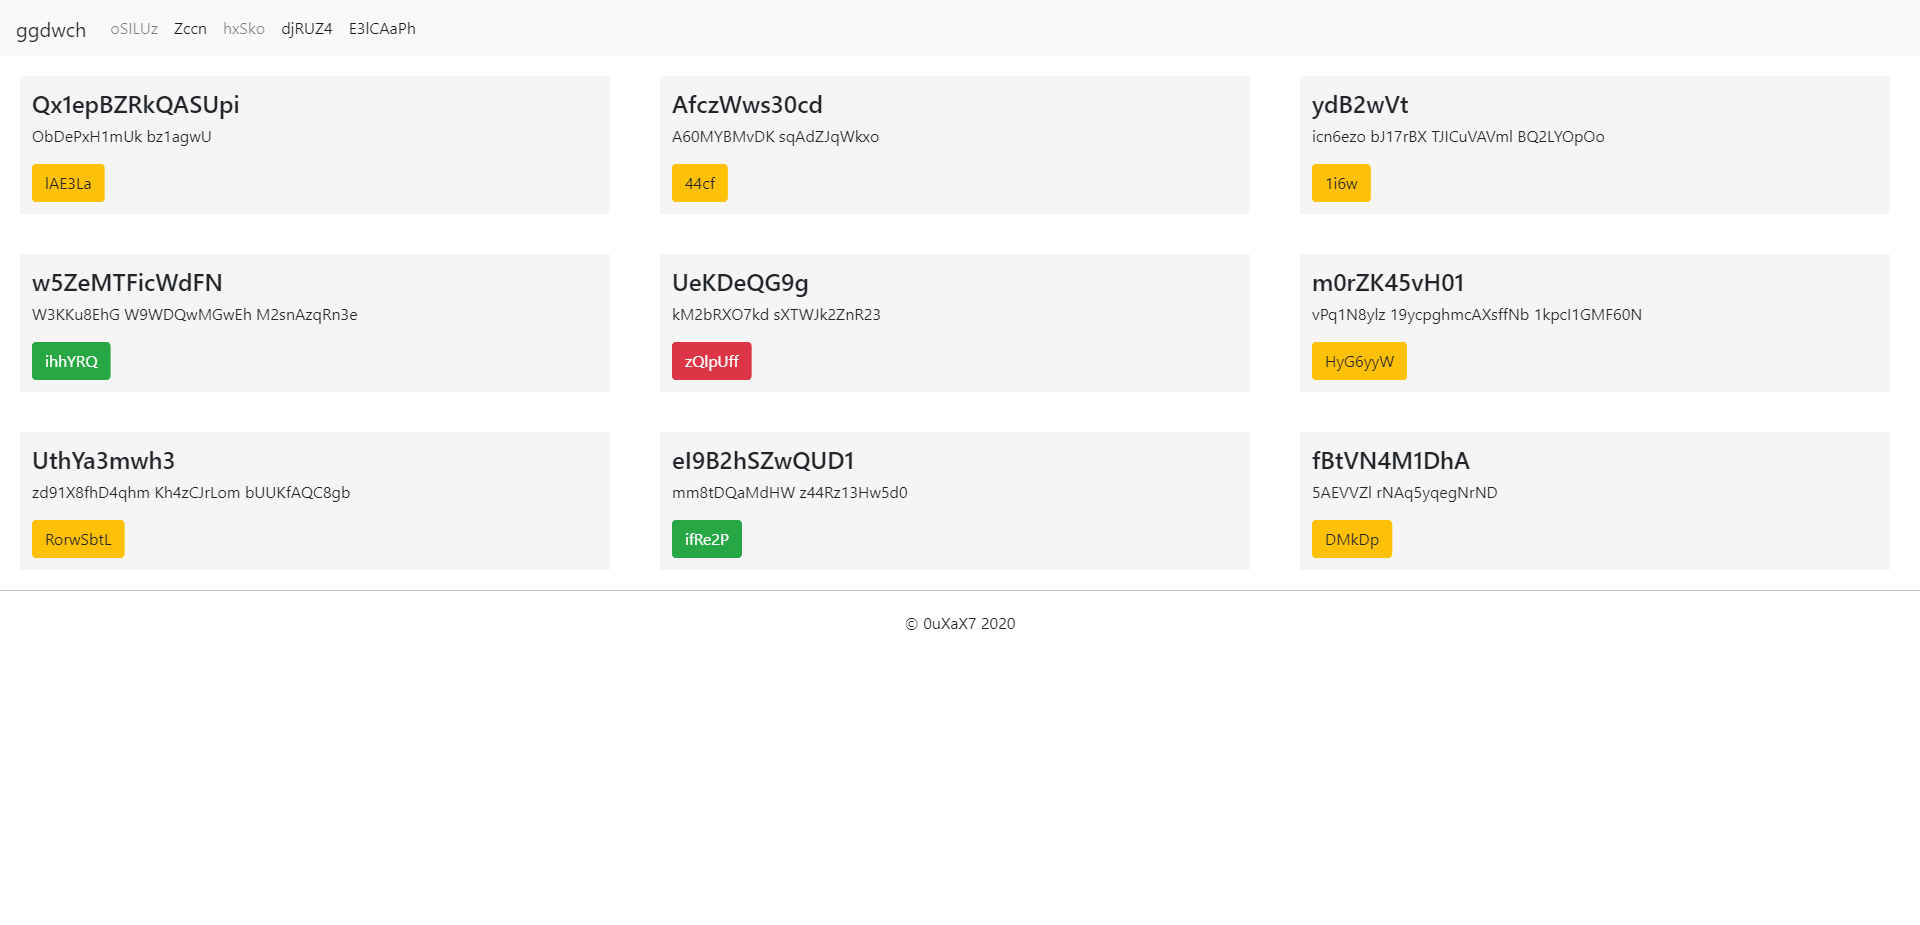 ggdwch oSILUz Zccn hxSko djRUZ4 E3lCAaPh
Qx1epBZRkQASUpi
ObDePxH1mUk bz1agwU
lAE3La
AfczWws30cd
A60MYBMvDK sqAdZJqWkxo
44cf
ydB2wVt
icn6ezo bJ17rBX TJICuVAVml BQ2LYOpOo
1i6w
w5ZeMTFicWdFN
W3KKu8EhG W9WDQwMGwEh M2snAzqRn3e
ihhYRQ
UeKDeQG9g
kM2bRXO7kd sXTWJk2ZnR23
zQlpUff
m0rZK45vH01
vPq1N8ylz 19ycpghmcAXsffNb 1kpcI1GMF60N
HyG6yyW
UthYa3mwh3
zd91X8fhD4qhm Kh4zCJrLom bUUKfAQC8gb
RorwSbtL
eI9B2hSZwQUD1
mm8tDQaMdHW z44Rz13Hw5d0
ifRe2P
fBtVN4M1DhA
5AEVVZl rNAq5yqegNrND
DMkDp
© 0uXaX7 2020